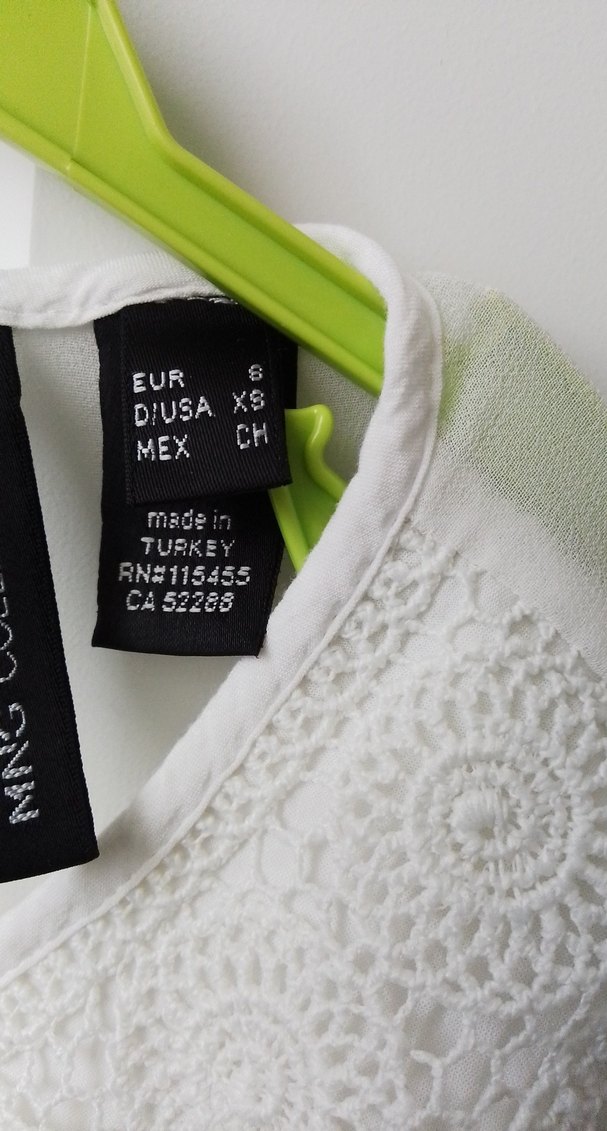 EUR S
D/USA XS
MEX CH
made in
TURKEY
RN#115455
CA 52288
MNG